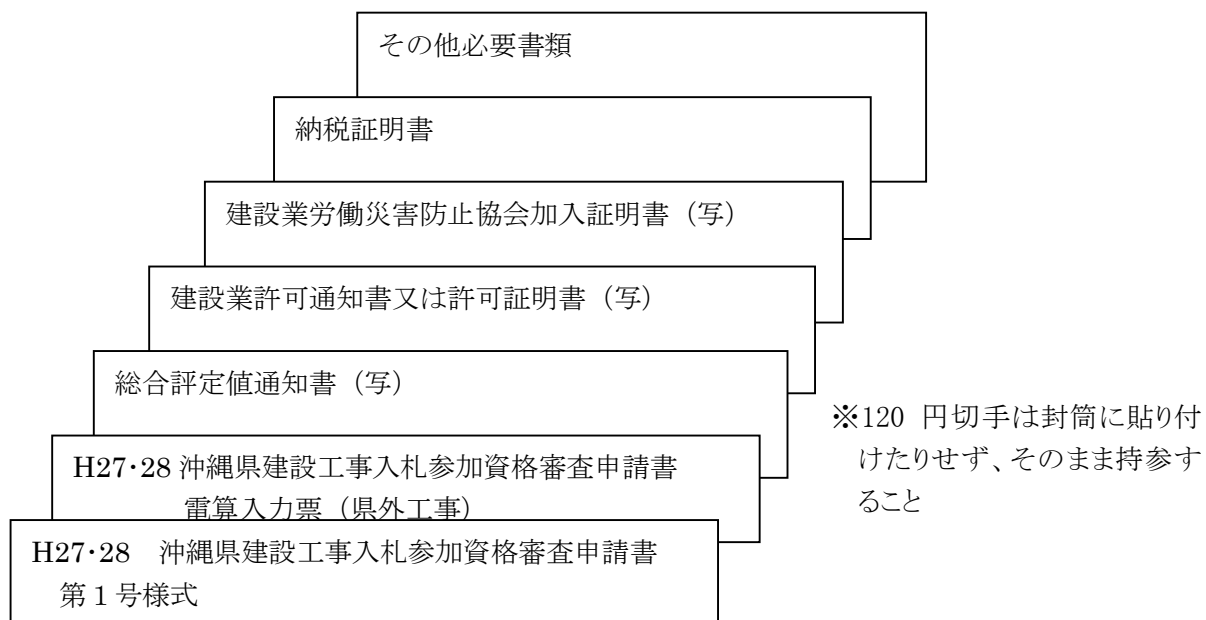 その他必要書類
納税証明書
建設業労働災害防止協会加入証明書（写）
建設業許可通知書又は許可証明書（写）
総合評定値通知書（写）
※120 円切手は封筒に貼り付
けたりせず、そのまま持参す
ること
H27・28 沖縄県建設工事入札参加資格審査申請書
電算入力票（県外工事）
H27・28　沖縄県建設工事入札参加資格審査申請書
第１号様式